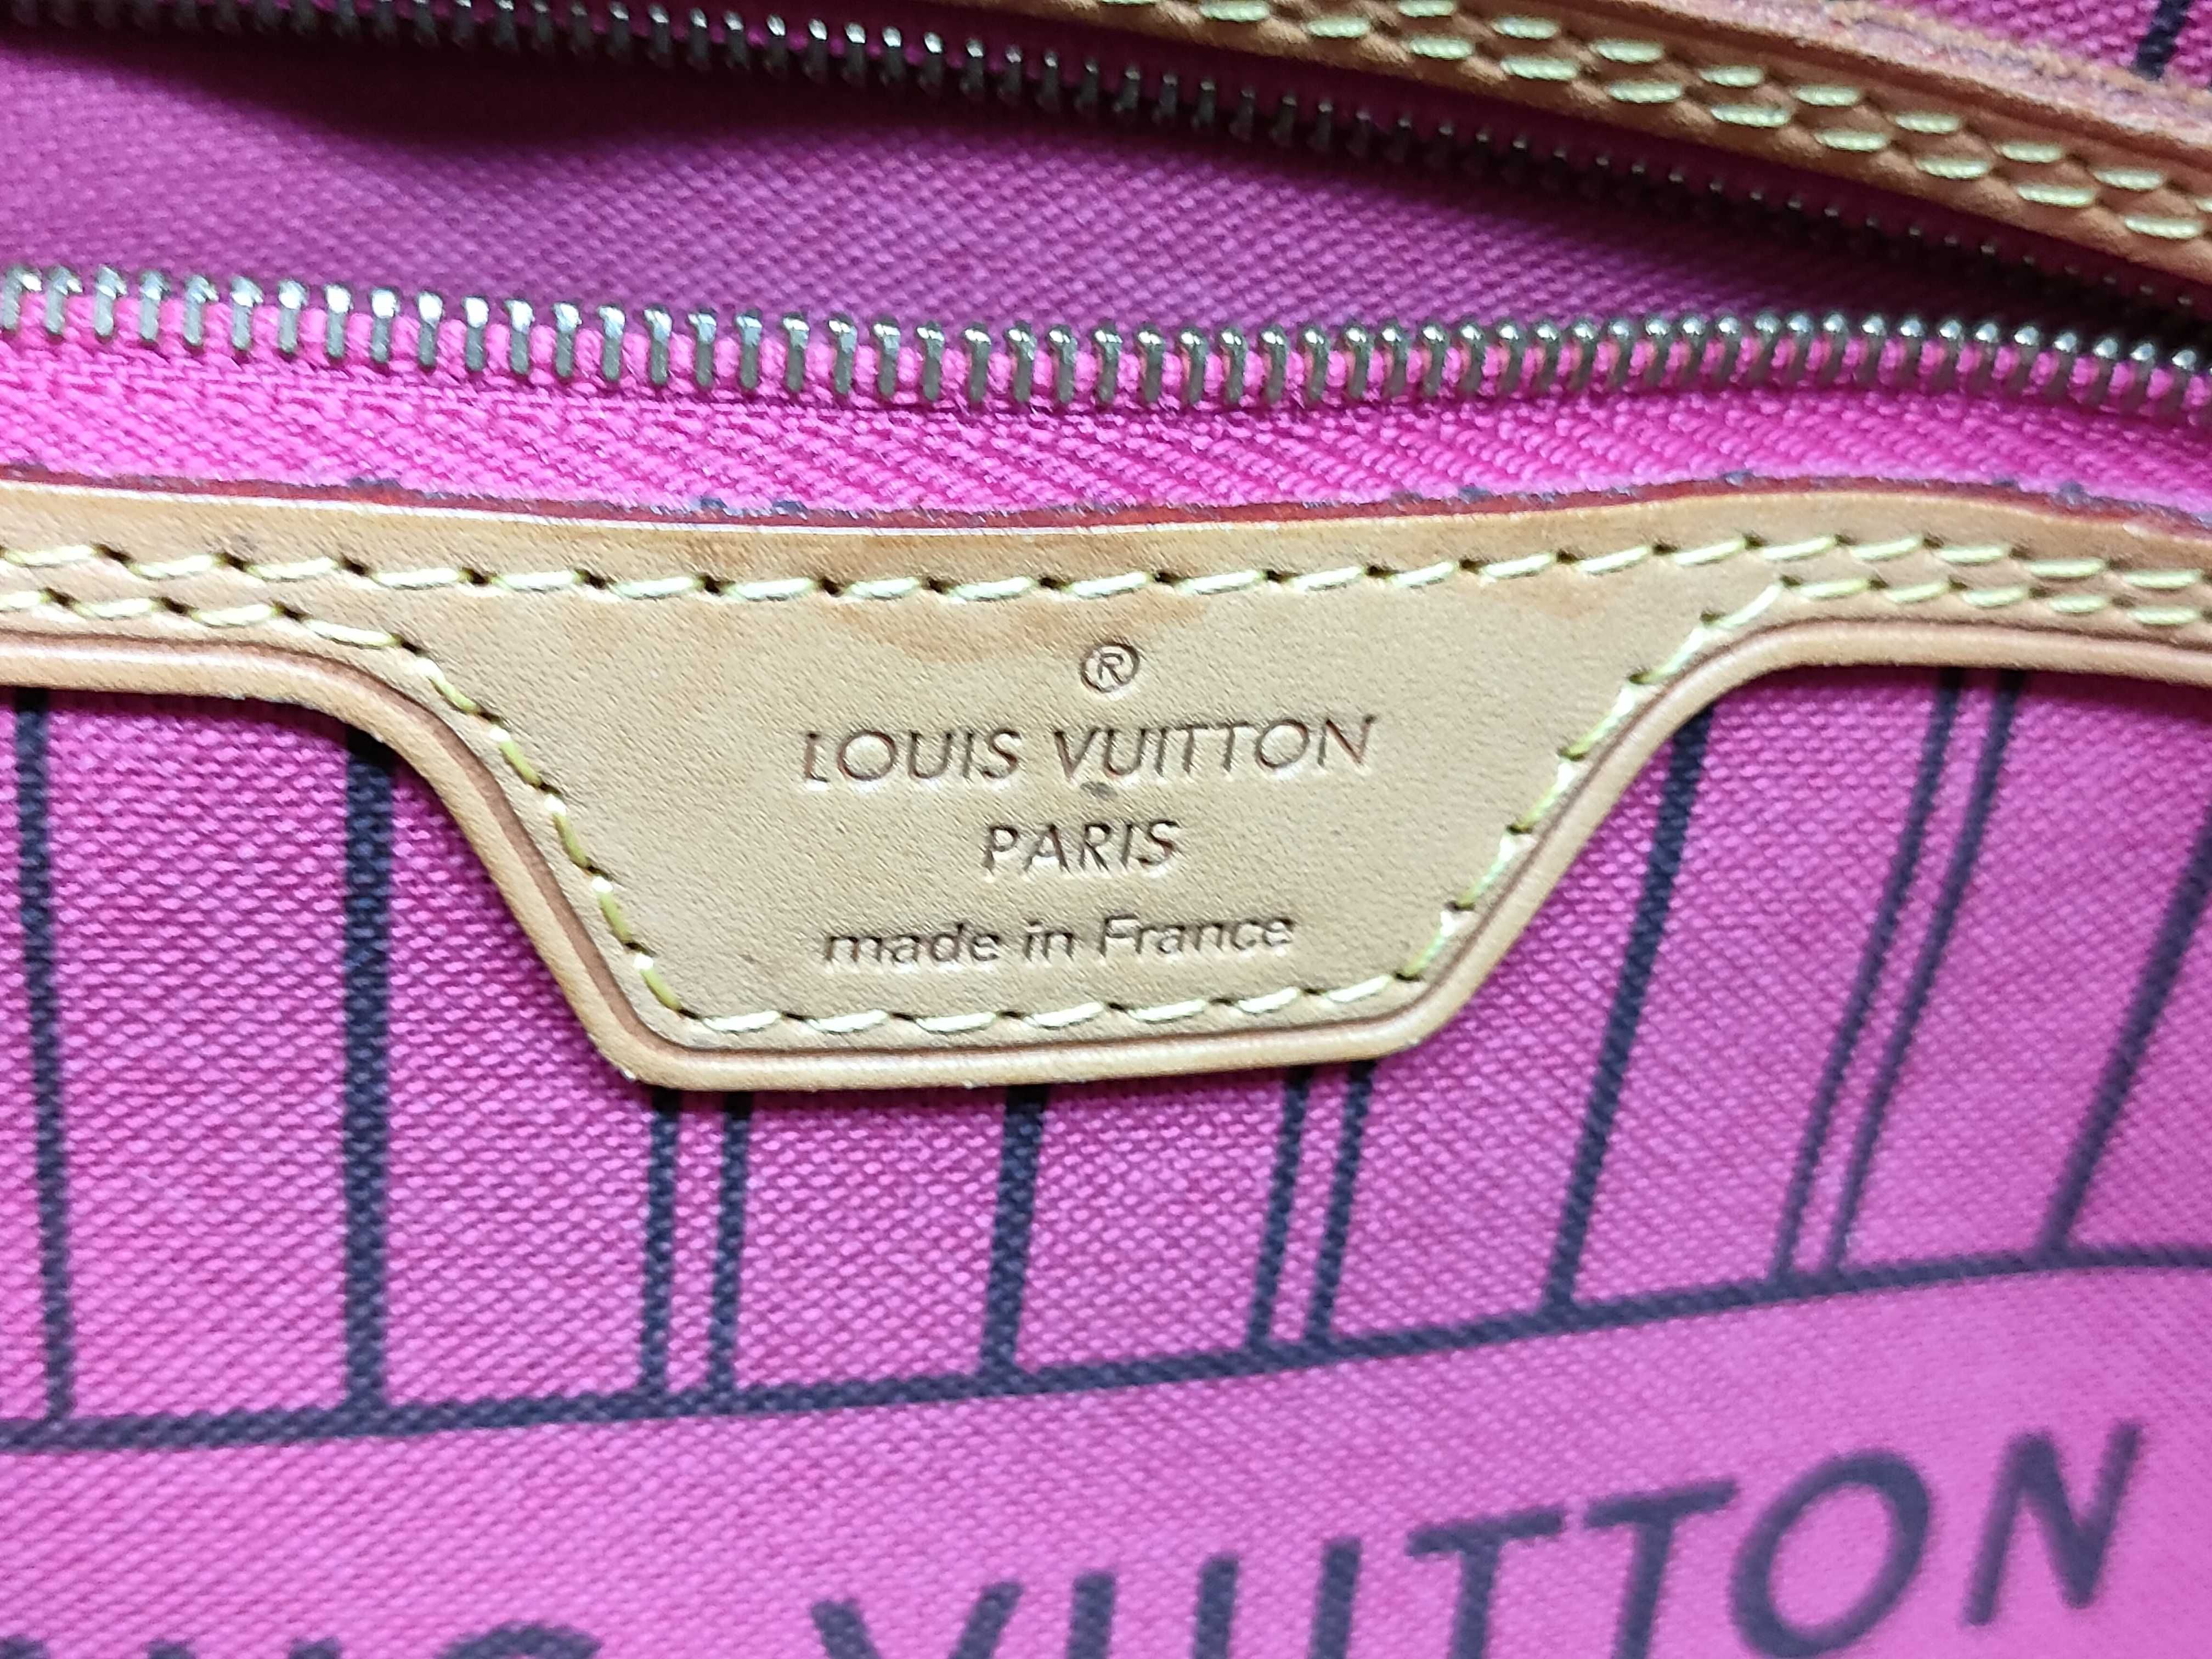 ®
LOUIS VUITTON
PARIS
made in France
VUITTON